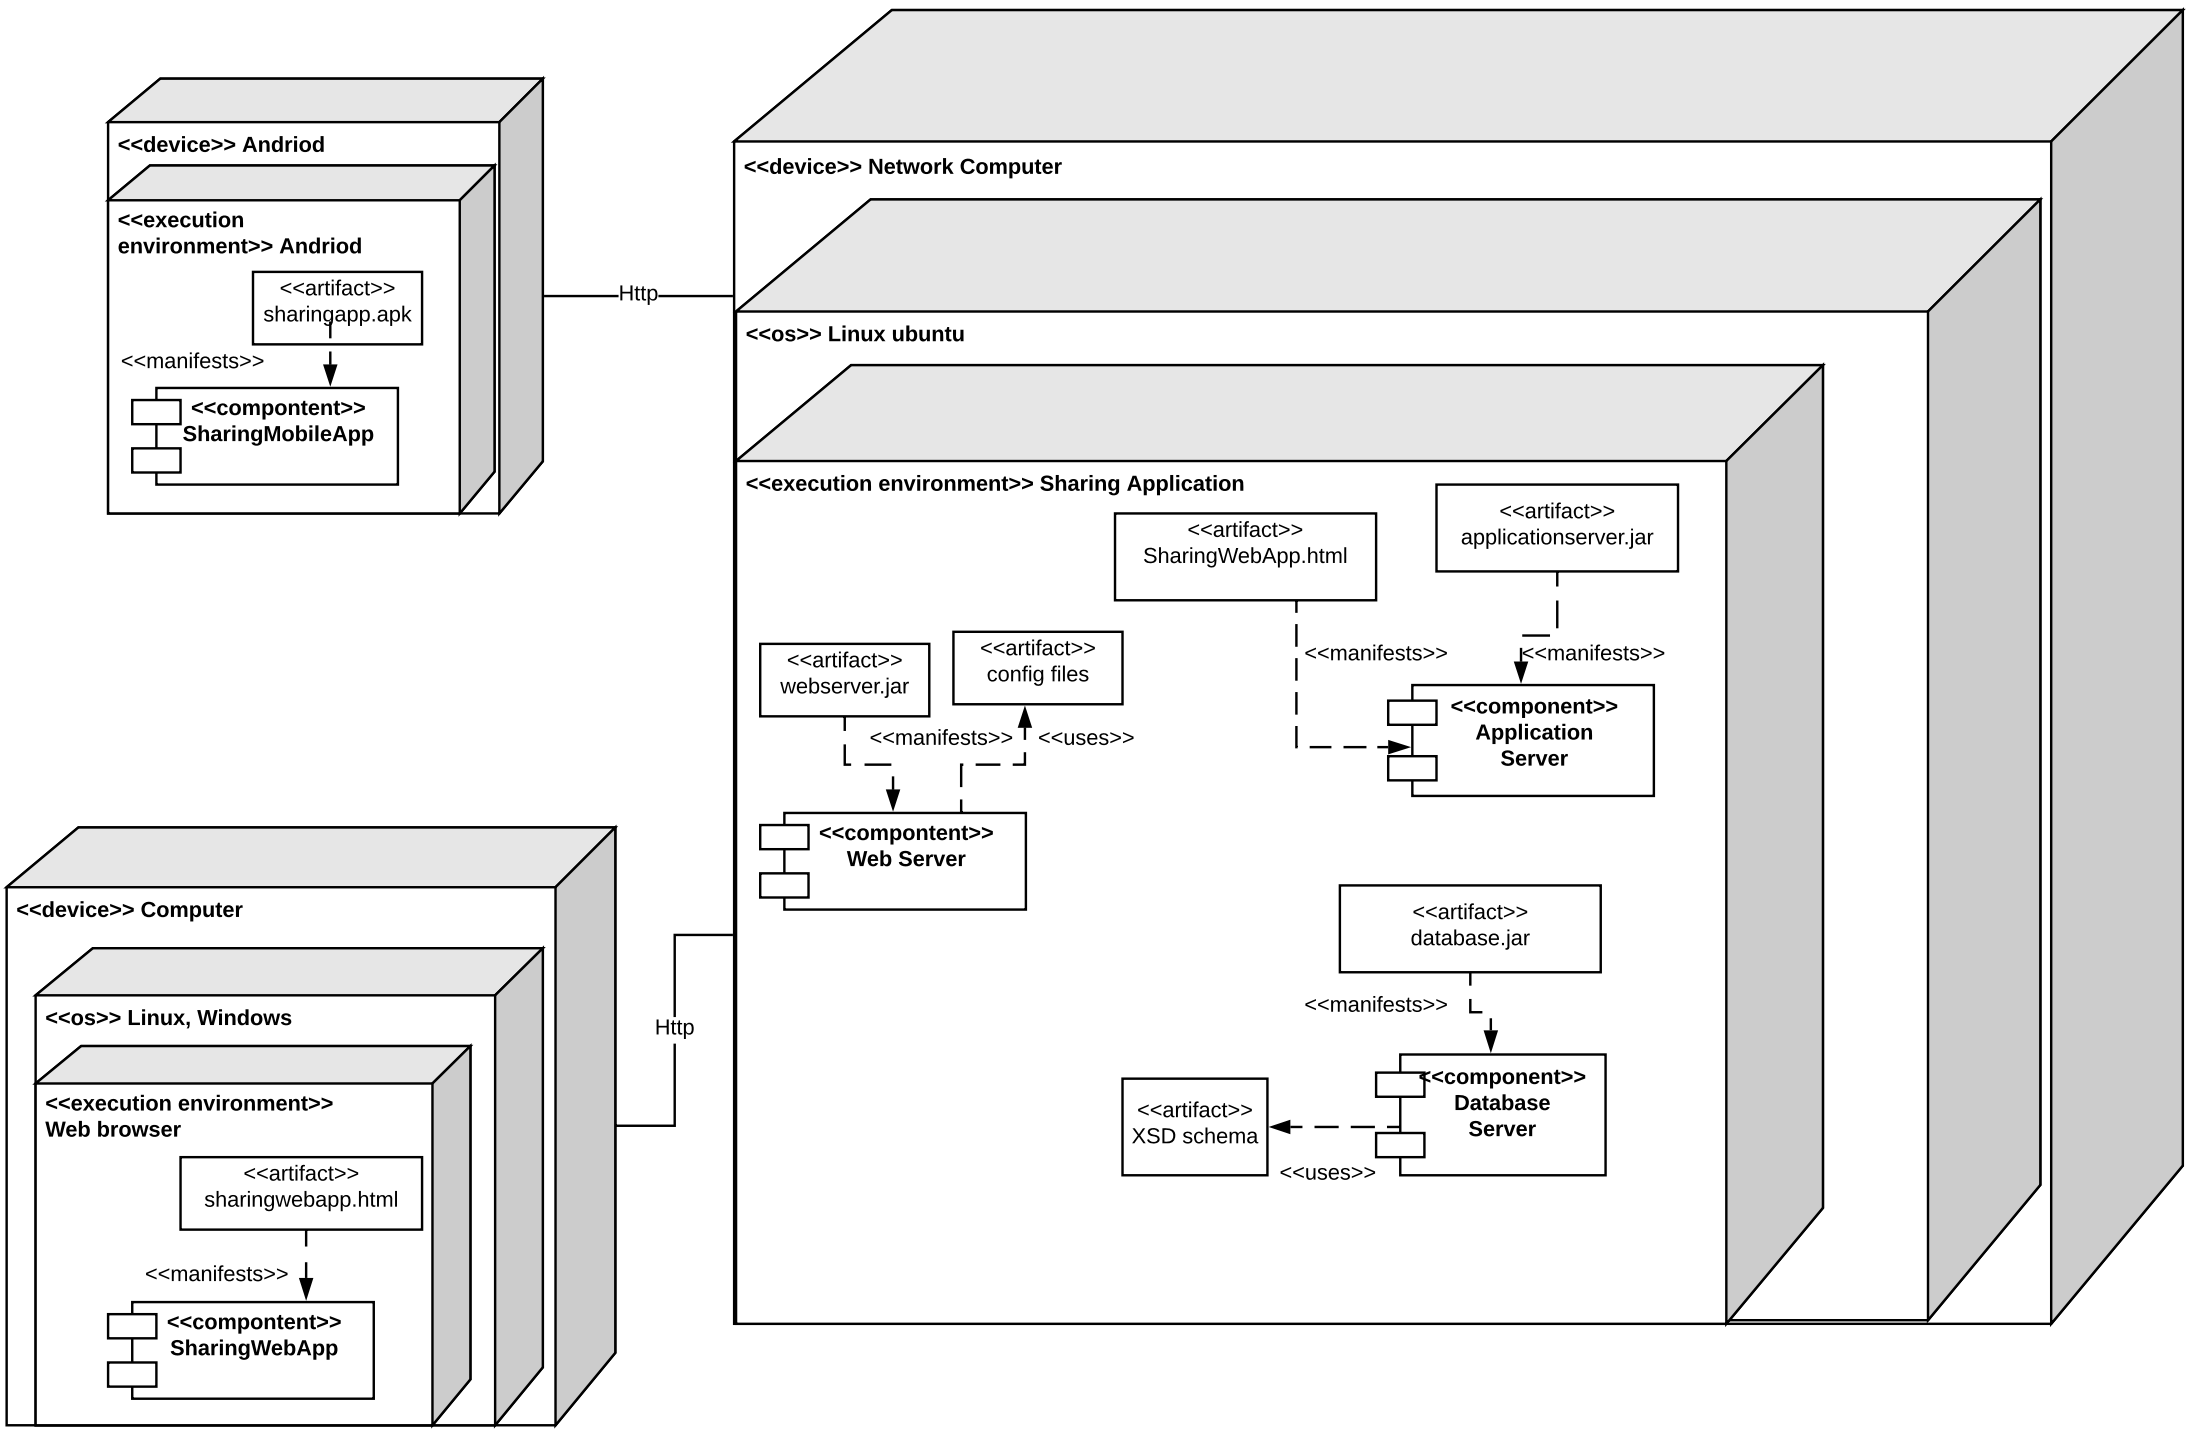 <<device>> Andriod
<<execution
environment>> Andriod
<<artifact>>
sharingapp.apk
<<manifests>>
<<compontent>>
SharingMobileApp
Http
<<device>> Network Computer
<<os>> Linux ubuntu
<<execution environment>> Sharing Application
<<artifact>>
SharingWebApp.html
<<artifact>>
applicationserver.jar
<<manifests>>
<<manifests>>
<<artifact>>
webserver.jar
<<artifact>>
config files
<<manifests>>
<<uses>>
<<component>>
Application
Server
<<compontent>>
Web Server
<<artifact>>
database.jar
<<manifests>>
<<component>>
Database
Server
<<artifact>>
XSD schema
<<uses>>
Http
<<device>> Computer
<<os>> Linux, Windows
<<execution environment>>
Web browser
<<artifact>>
sharingwebapp.html
<<manifests>>
<<compontent>>
SharingWebApp